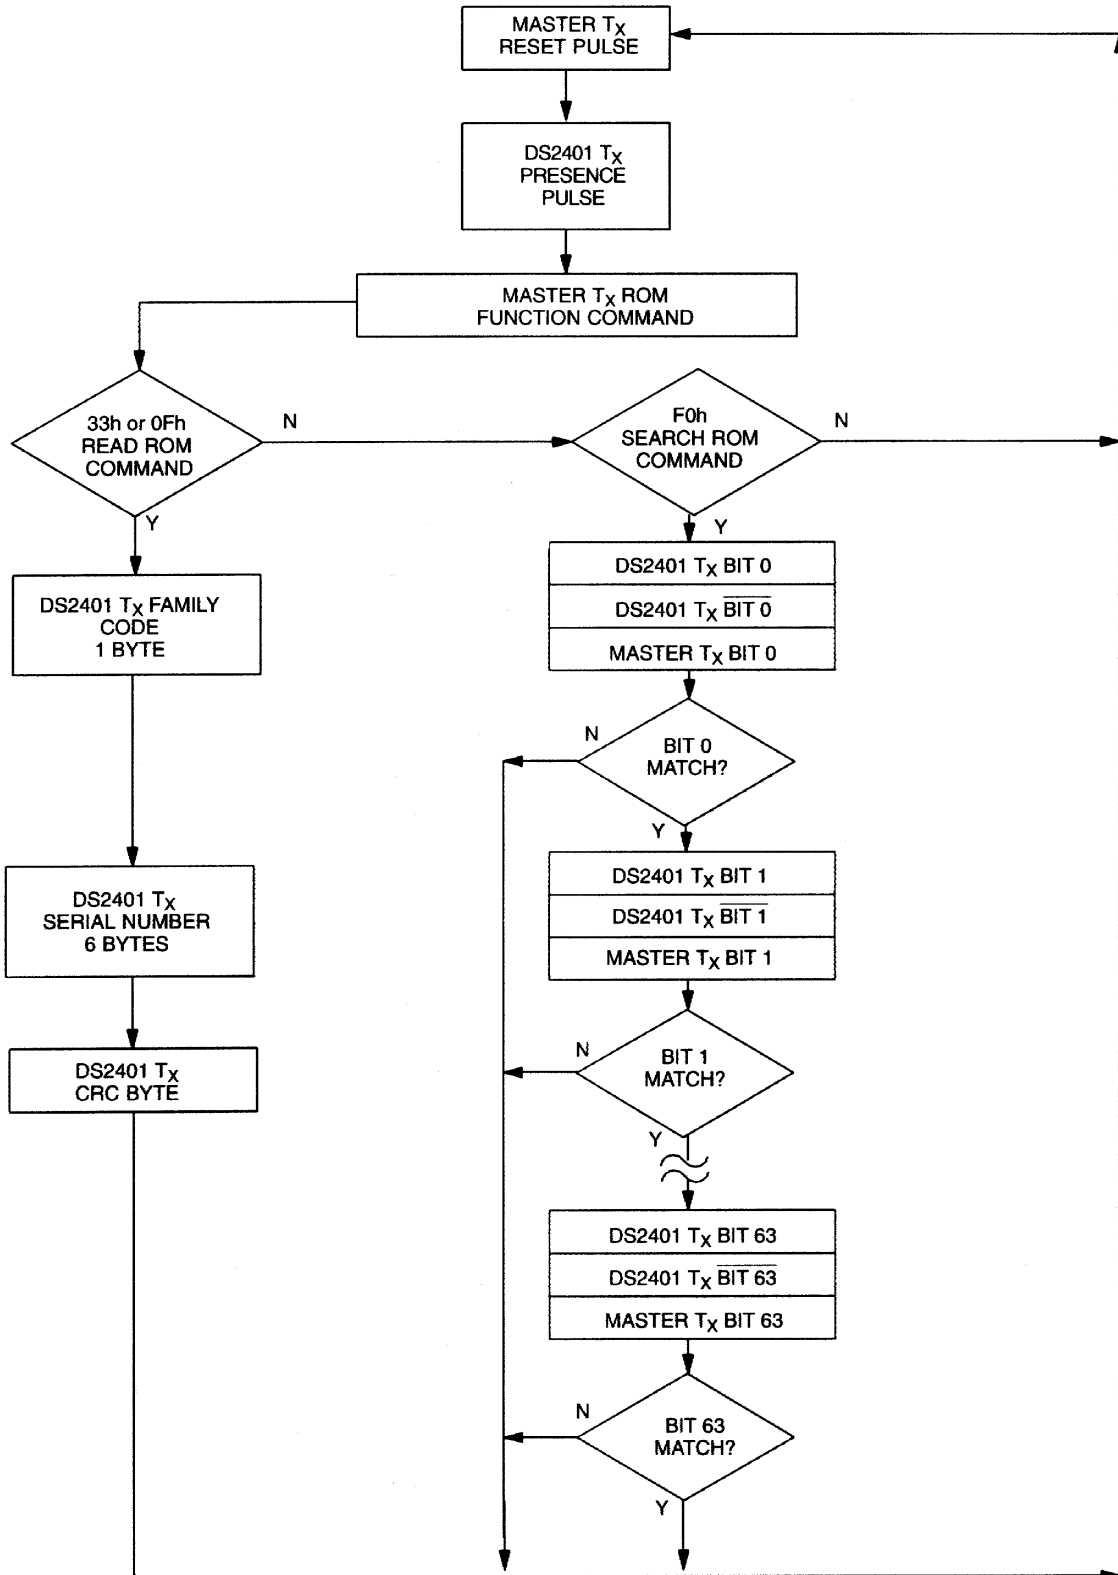 MASTER TX
RESET PULSE
DS2401 TX
PRESENCE
PULSE
MASTER TX ROM
FUNCTION COMMAND
33h or 0Fh
READ ROM
COMMAND
N
Y
F0h
SEARCH ROM
COMMAND
N
Y
DS2401 TX FAMILY
CODE
1 BYTE
DS2401 TX
SERIAL NUMBER
6 BYTES
DS2401 TX
CRC BYTE
DS2401 TX BIT 0
DS2401 TX B̅I̅T̅ ̅0̅
MASTER TX BIT 0
BIT 0
MATCH?
N
Y
DS2401 TX BIT 1
DS2401 TX B̅I̅T̅ ̅1̅
MASTER TX BIT 1
BIT 1
MATCH?
N
Y
DS2401 TX BIT 63
DS2401 TX B̅I̅T̅ ̅6̅3̅
MASTER TX BIT 63
BIT 63
MATCH?
N
Y